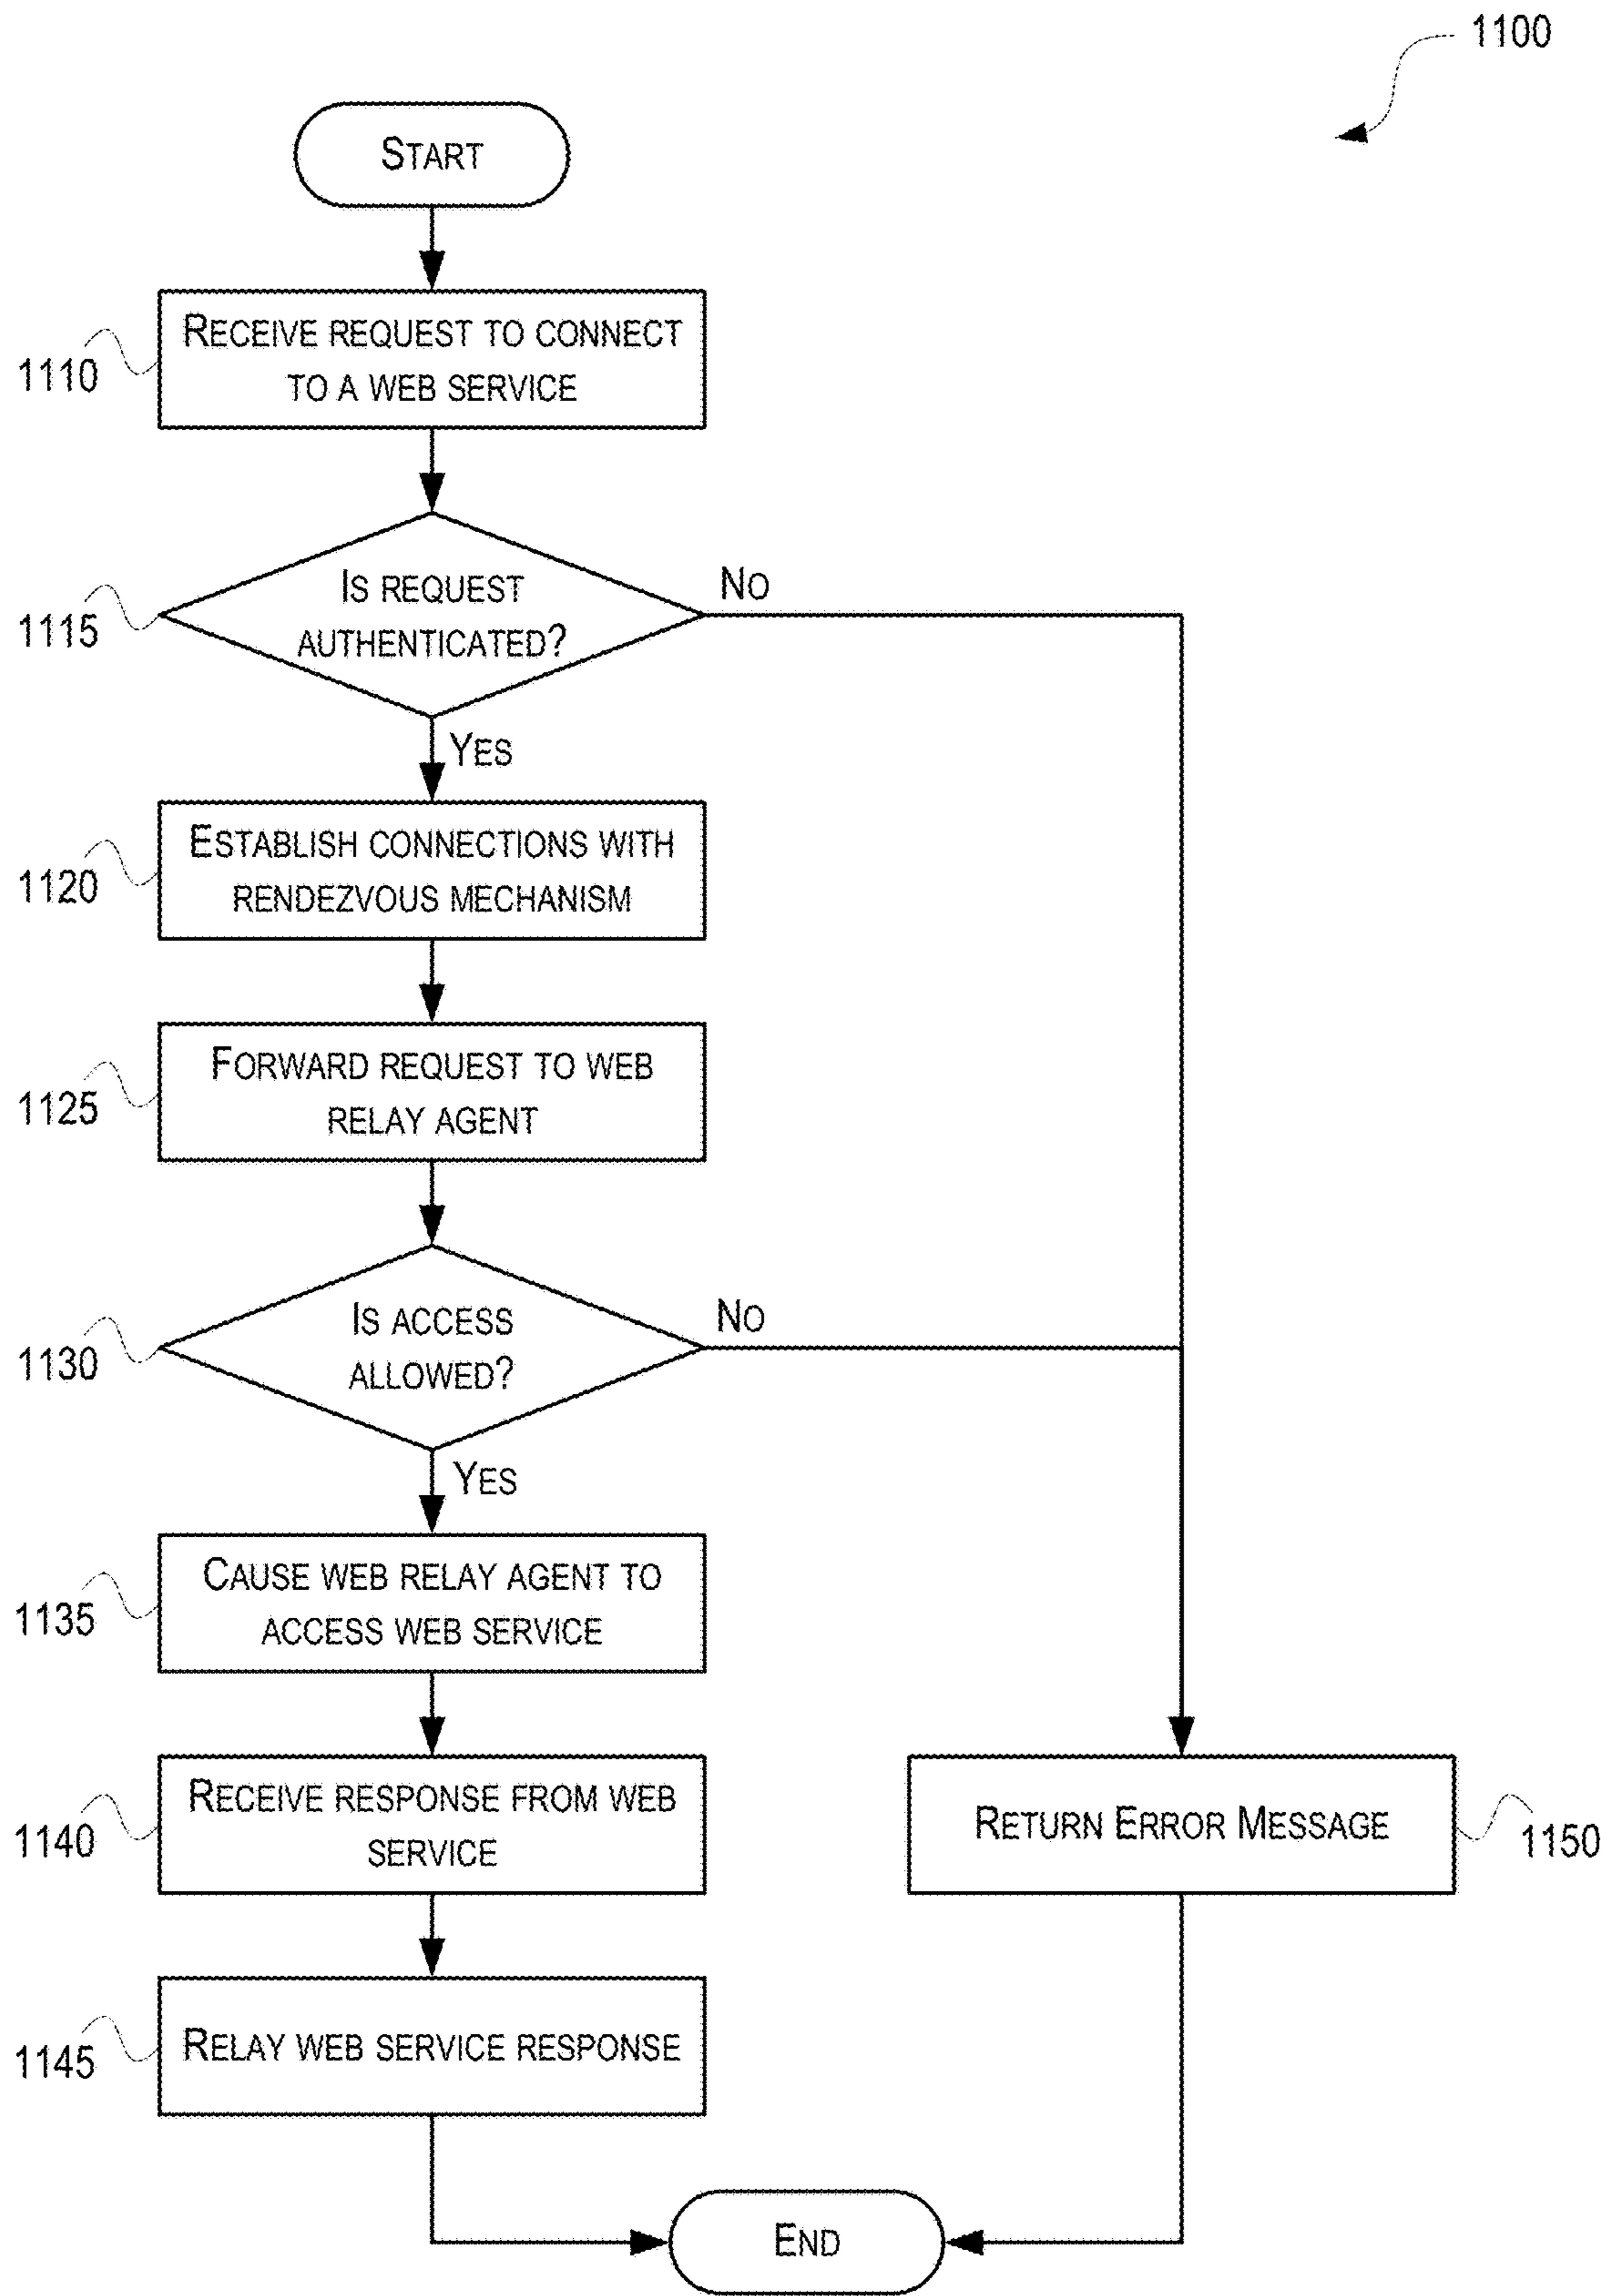 1100
START
RECEIVE REQUEST TO CONNECT
TO A WEB SERVICE
1110
IS REQUEST
AUTHENTICATED?
NO
1115
YES
ESTABLISH CONNECTIONS WITH
RENDEZVOUS MECHANISM
1120
FORWARD REQUEST TO WEB
RELAY AGENT
1125
IS ACCESS
ALLOWED?
NO
1130
YES
CAUSE WEB RELAY AGENT TO
ACCESS WEB SERVICE
1135
RECEIVE RESPONSE FROM WEB
SERVICE
1140
RETURN ERROR MESSAGE
1150
RELAY WEB SERVICE RESPONSE
1145
END